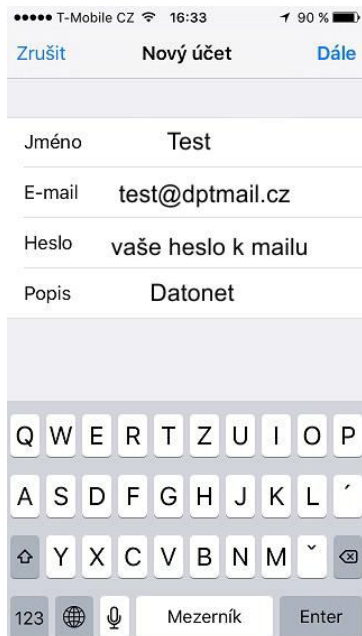 T-Mobile CZ 16:33 90 %
Zrušit Nový účet Dále
Jméno Test
E-mail test@dptmail.cz
Heslo vaše heslo k mailu
Popis Datonet
Q W E R T Z U I O P
A S D F G H J K L ´
Y X C V B N M ˇ
123 Mezerník Enter